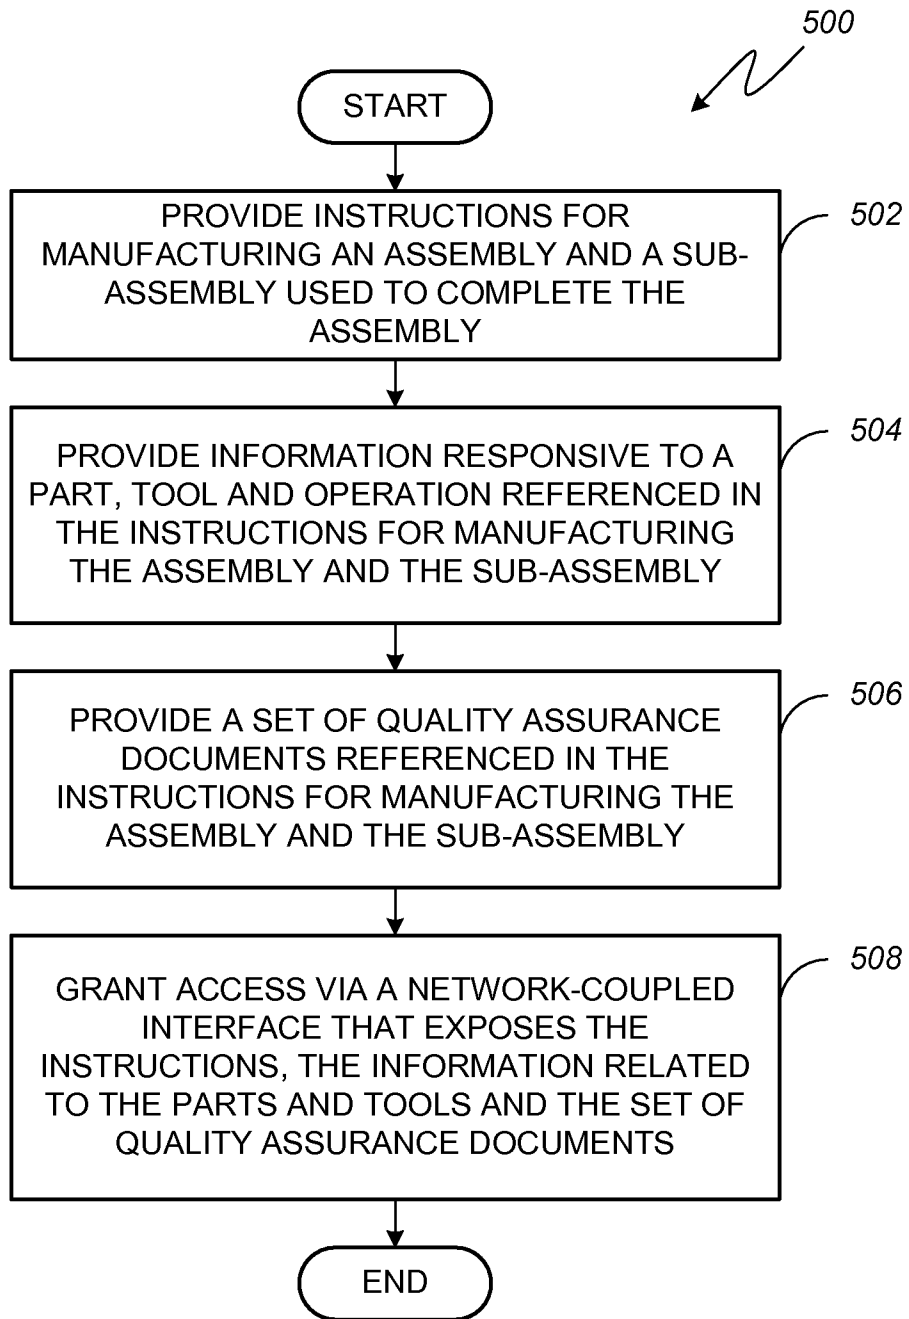 500
START
PROVIDE INSTRUCTIONS FOR
MANUFACTURING AN ASSEMBLY AND A SUB-
ASSEMBLY USED TO COMPLETE THE
ASSEMBLY
502
PROVIDE INFORMATION RESPONSIVE TO A
PART, TOOL AND OPERATION REFERENCED IN
THE INSTRUCTIONS FOR MANUFACTURING
THE ASSEMBLY AND THE SUB-ASSEMBLY
504
PROVIDE A SET OF QUALITY ASSURANCE
DOCUMENTS REFERENCED IN THE
INSTRUCTIONS FOR MANUFACTURING THE
ASSEMBLY AND THE SUB-ASSEMBLY
506
GRANT ACCESS VIA A NETWORK-COUPLED
INTERFACE THAT EXPOSES THE
INSTRUCTIONS, THE INFORMATION RELATED
TO THE PARTS AND TOOLS AND THE SET OF
QUALITY ASSURANCE DOCUMENTS
508
END